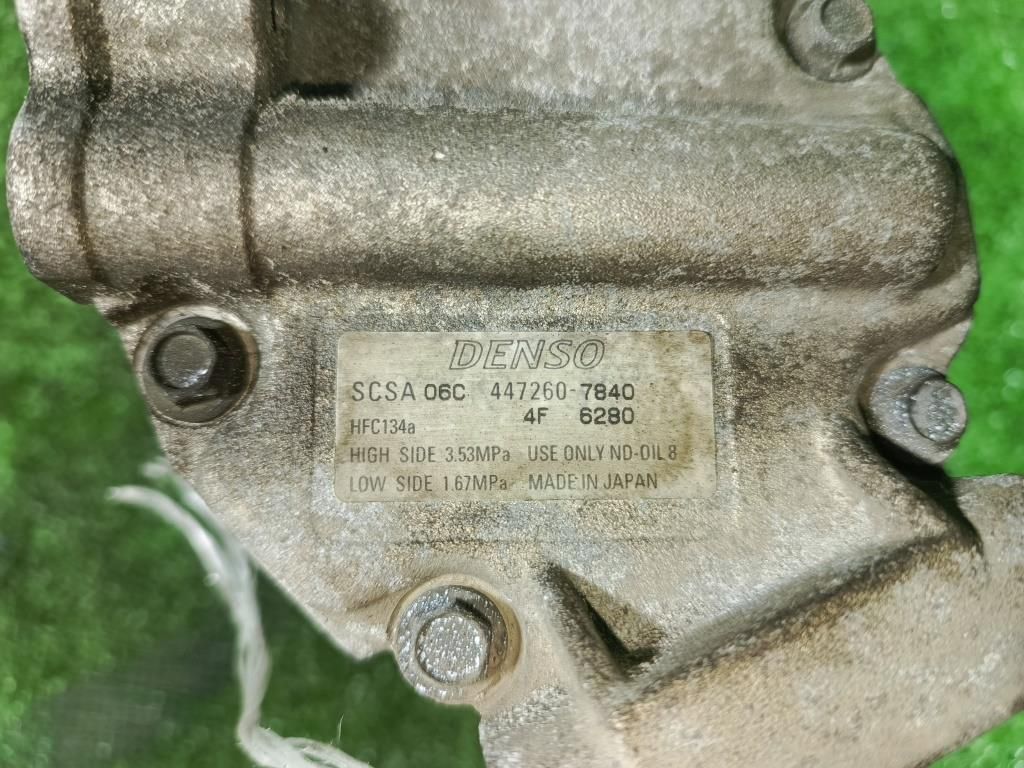 DENSO
SCSA 06C 447260-7840
4F 6280
HFC134a
HIGH SIDE 3.53MPa USE ONLY ND-OIL 8
LOW SIDE 1.67MPa MADE IN JAPAN